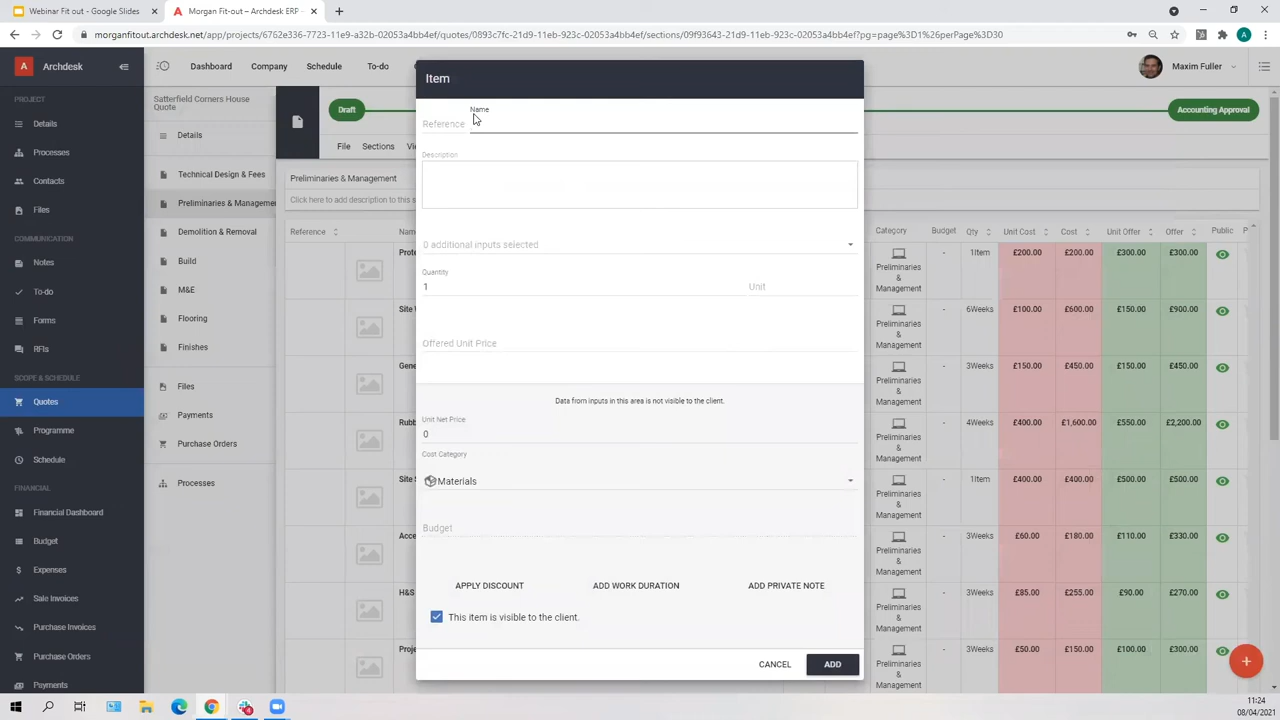 Webinar Fit out - Google Slides
Morgan Fit-out – Archdesk ERP -
morganfitout.archdesk.net/app/projects/6762e336-7723-11e9-a32b-02053a4bb4ef/quotes/0893c7fc-21cf-11eb-801f-02053a4bb4ef/sections/09f93643-21cf-11eb-801f-02053a4bb4ef/items?pg=page%3D1%26perPage%3D30
Archdesk
Dashboard
Company
Schedule
To-do
Maxim Fuller
PROJECT
Details
Processes
Contacts
Files
COMMUNICATION
Notes
To-do
Forms
RFIs
SCOPE & SCHEDULE
Quotes
Programme
Schedule
FINANCIAL
Financial Dashboard
Budget
Expenses
Sale Invoices
Purchase Invoices
Purchase Orders
Payments
Satterfield Corners House
Quote
Details
Technical Design & Fees
Preliminaries & Manageme
Demolition & Removal
Build
M&E
Flooring
Finishes
Files
Payments
Purchase Orders
Processes
Draft
Accounting Approval
File
Sections
Preliminaries & Management
Click here to add description to this s
Reference
Category
Budget
Qty
Unit Cost
Cost
Unit Offer
Offer
Public
Preliminaries
&
Management
-
1Item
£200.00
£200.00
£300.00
£300.00
Preliminaries
&
Management
-
6Weeks
£100.00
£600.00
£150.00
£900.00
Preliminaries
&
Management
-
3Weeks
£150.00
£450.00
£150.00
£450.00
Preliminaries
&
Management
-
4Weeks
£400.00
£1,600.00
£550.00
£2,200.00
Preliminaries
&
Management
-
1Item
£400.00
£400.00
£500.00
£500.00
Preliminaries
&
Management
-
3Weeks
£60.00
£180.00
£110.00
£330.00
Preliminaries
&
Management
-
3Weeks
£85.00
£255.00
£90.00
£270.00
Preliminaries
&
Management
-
3Weeks
£50.00
£150.00
£100.00
£300.00
Item
Name
Reference
Description
0 additional inputs selected
Quantity
1
Unit
Offered Unit Price
Data from inputs in this area is not visible to the client.
Unit Net Price
0
Cost Category
Materials
Budget
APPLY DISCOUNT
ADD WORK DURATION
ADD PRIVATE NOTE
This item is visible to the client.
CANCEL
ADD
11:24
08/04/2021